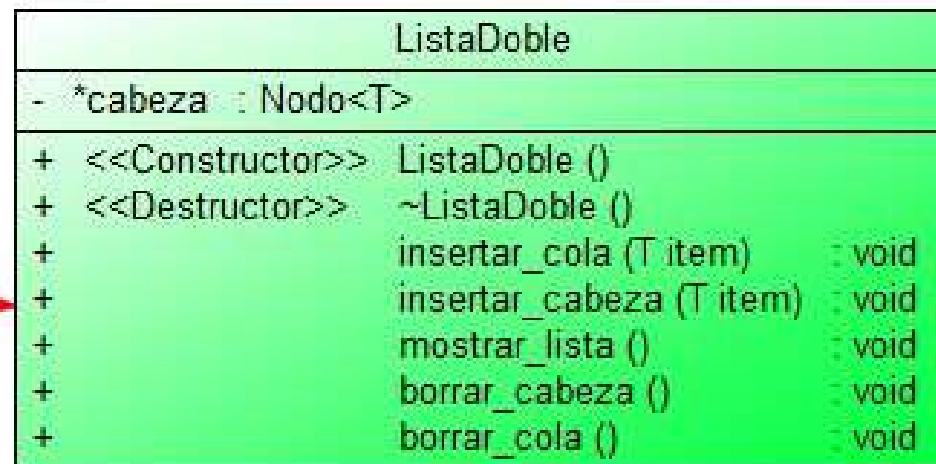 ListaDoble
- *cabeza : Nodo<T>
+ <<Constructor>> ListaDoble ()
+ <<Destructor>> ~ListaDoble ()
+ insertar_cola (T item) : void
+ insertar_cabeza (T item) : void
+ mostrar_lista () : void
+ borrar_cabeza () : void
+ borrar_cola () : void